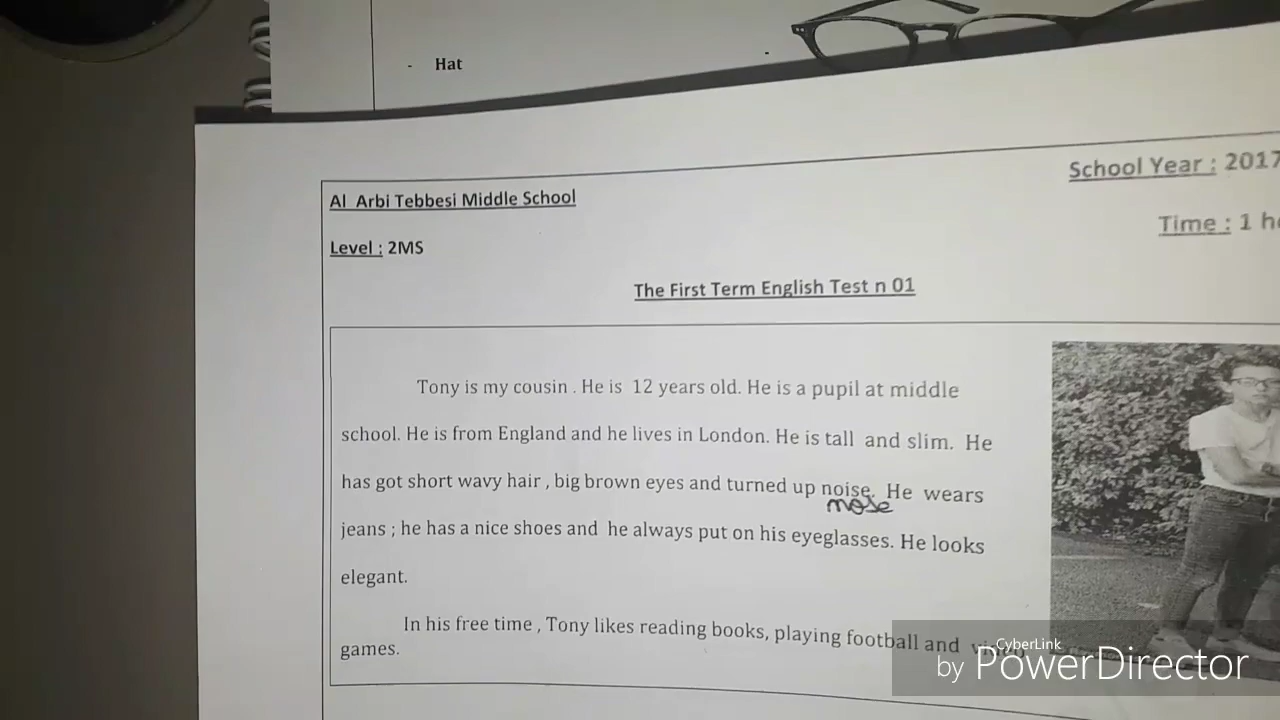 - Hat
School Year : 2017
Al Arbi Tebbesi Middle School
Time : 1
Level : 2MS
The First Term English Test n 01
Tony is my cousin . He is 12 years old. He is a pupil at middle
school. He is from England and he lives in London. He is tall and slim. He
has got short wavy hair , big brown eyes and turned up noise. He wears
nose
jeans ; he has a nice shoes and he always put on his eyeglasses. He looks
elegant.
In his free time , Tony likes reading books, playing football and video
games.
CyberLink
by PowerDirector